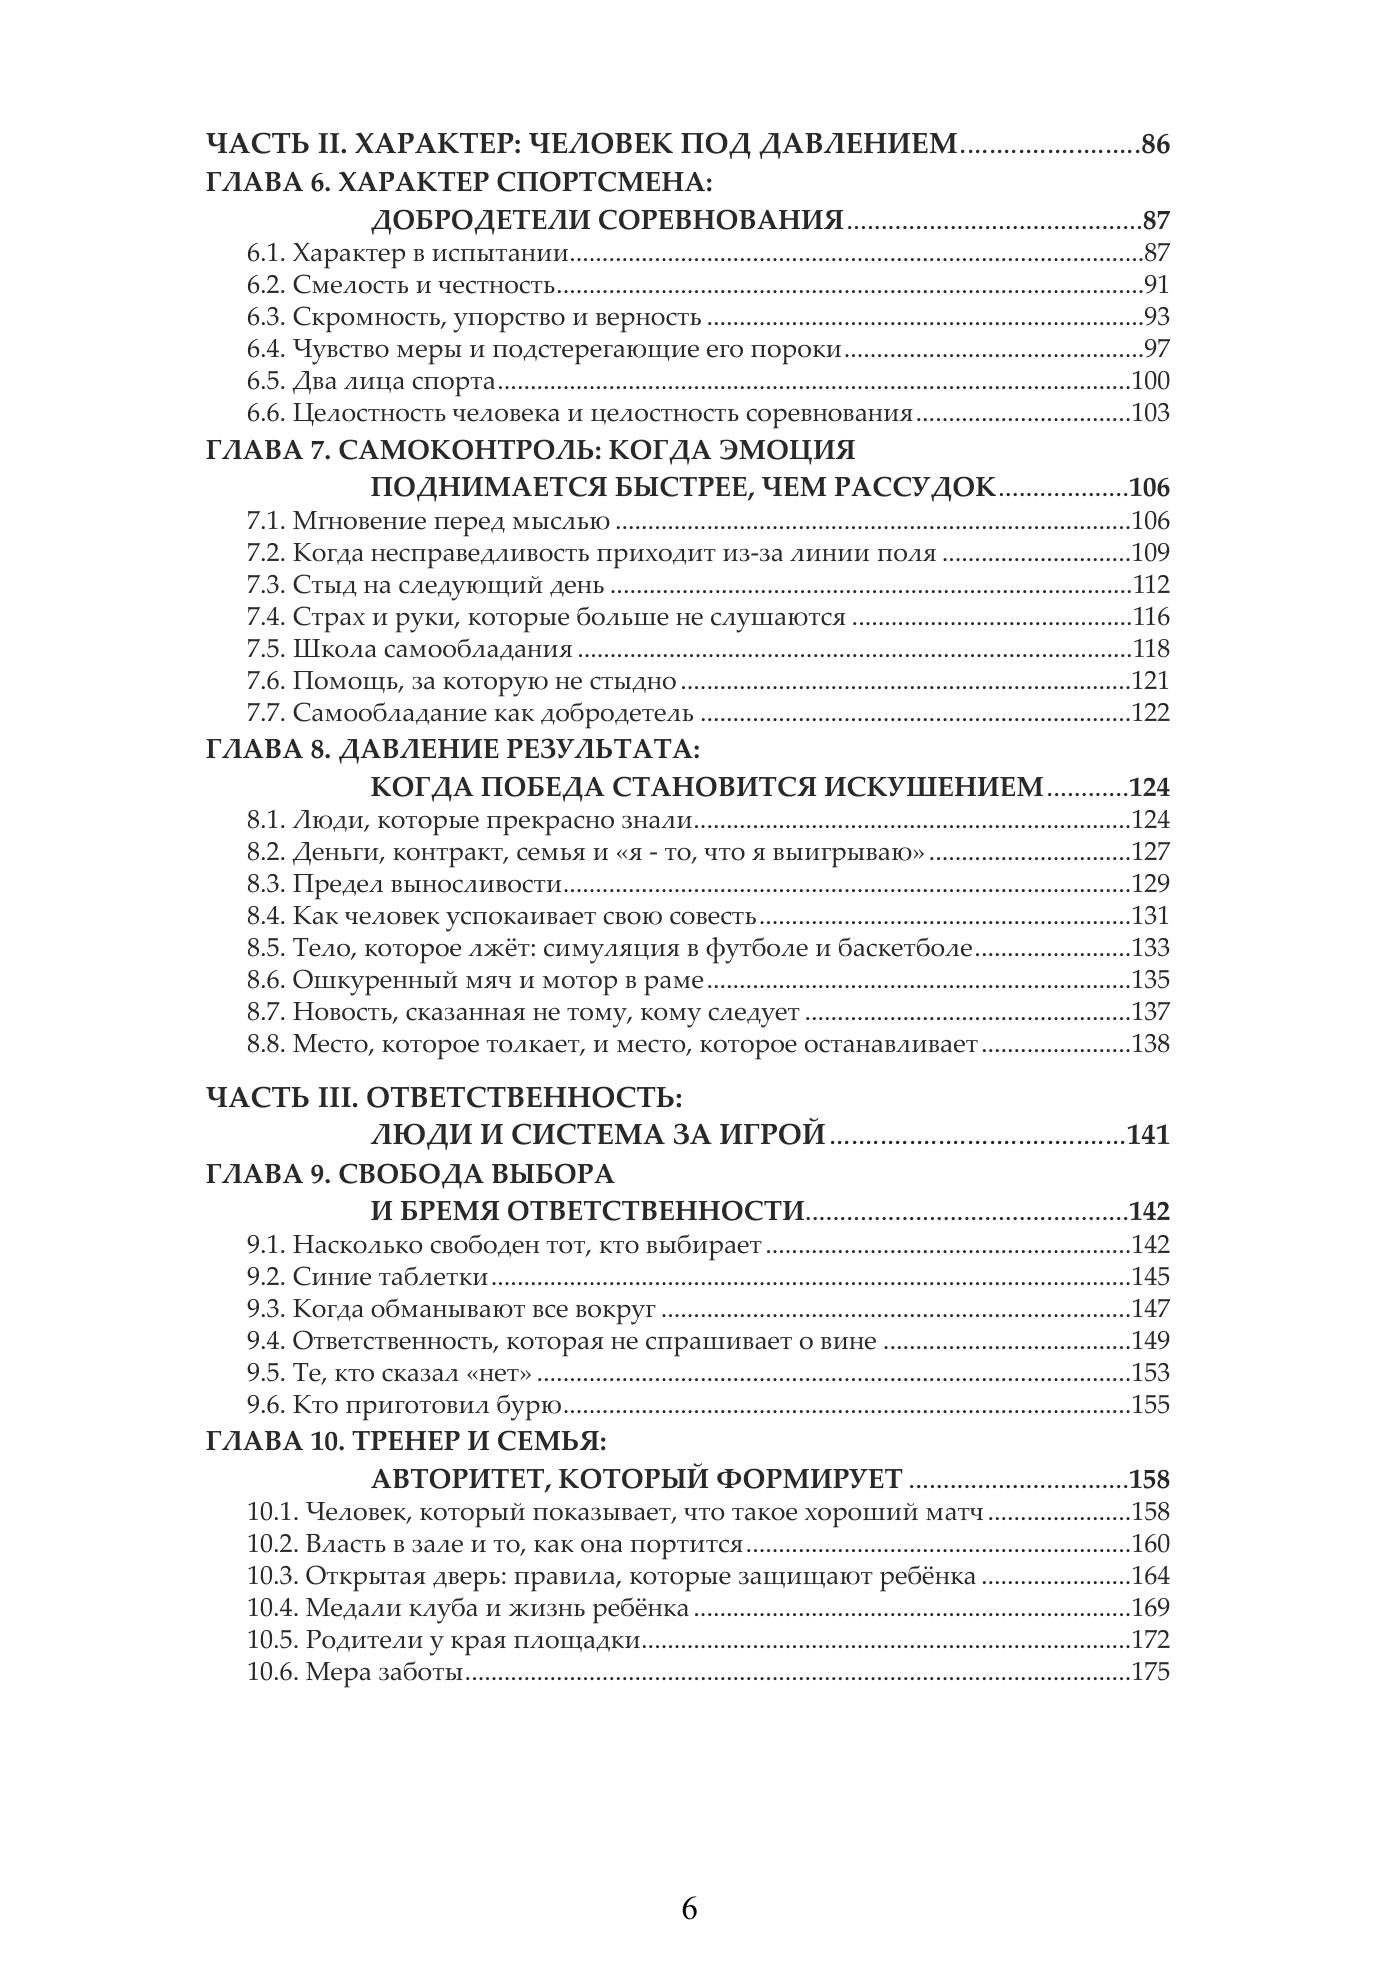 ЧАСТЬ II. ХАРАКТЕР: ЧЕЛОВЕК ПОД ДАВЛЕНИЕМ.........................86
ГЛАВА 6. ХАРАКТЕР СПОРТСМЕНА:
ДОБРОДЕТЕЛИ СОРЕВНОВАНИЯ..........................................87
6.1. Характер в испытании.........................................87
6.2. Смелость и честность.........................................91
6.3. Скромность, упорство и верность..............................93
6.4. Чувство меры и подстерегающие его пороки.....................97
6.5. Два лица спорта.............................................100
6.6. Целостность человека и целостность соревнования.............103
ГЛАВА 7. САМОКОНТРОЛЬ: КОГДА ЭМОЦИЯ
ПОДНИМАЕТСЯ БЫСТРЕЕ, ЧЕМ РАССУДОК................................106
7.1. Мгновение перед мыслью......................................106
7.2. Когда несправедливость приходит из-за линии поля............109
7.3. Стыд на следующий день......................................112
7.4. Страх и руки, которые больше не слушаются...................116
7.5. Школа самообладания.........................................118
7.6. Помощь, за которую не стыдно................................121
7.7. Самообладание как добродетель...............................122
ГЛАВА 8. ДАВЛЕНИЕ РЕЗУЛЬТАТА:
КОГДА ПОБЕДА СТАНОВИТСЯ ИСКУШЕНИЕМ...............................124
8.1. Люди, которые прекрасно знали...............................124
8.2. Деньги, контракт, семья и «я - то, что я выигрываю».........127
8.3. Предел выносливости.........................................129
8.4. Как человек успокаивает свою совесть........................131
8.5. Тело, которое лжёт: симуляция в футболе и баскетболе........133
8.6. Ошкуренный мяч и мотор в раме...............................135
8.7. Новость, сказанная не тому, кому следует....................137
8.8. Место, которое толкает, и место, которое останавливает......138
ЧАСТЬ III. ОТВЕТСТВЕННОСТЬ:
ЛЮДИ И СИСТЕМА ЗА ИГРОЙ..........................................141
ГЛАВА 9. СВОБОДА ВЫБОРА
И БРЕМЯ ОТВЕТСТВЕННОСТИ..........................................142
9.1. Насколько свободен тот, кто выбирает........................142
9.2. Синие таблетки..............................................145
9.3. Когда обманывают все вокруг.................................147
9.4. Ответственность, которая не спрашивает о вине...............149
9.5. Те, кто сказал «нет»........................................153
9.6. Кто приготовил бурю.........................................155
ГЛАВА 10. ТРЕНЕР И СЕМЬЯ:
АВТОРИТЕТ, КОТОРЫЙ ФОРМИРУЕТ.....................................158
10.1. Человек, который показывает, что такое хороший матч........158
10.2. Власть в зале и то, как она портится.......................160
10.3. Открытая дверь: правила, которые защищают ребёнка..........164
10.4. Медали клуба и жизнь ребёнка...............................169
10.5. Родители у края площадки...................................172
10.6. Мера заботы................................................175
6